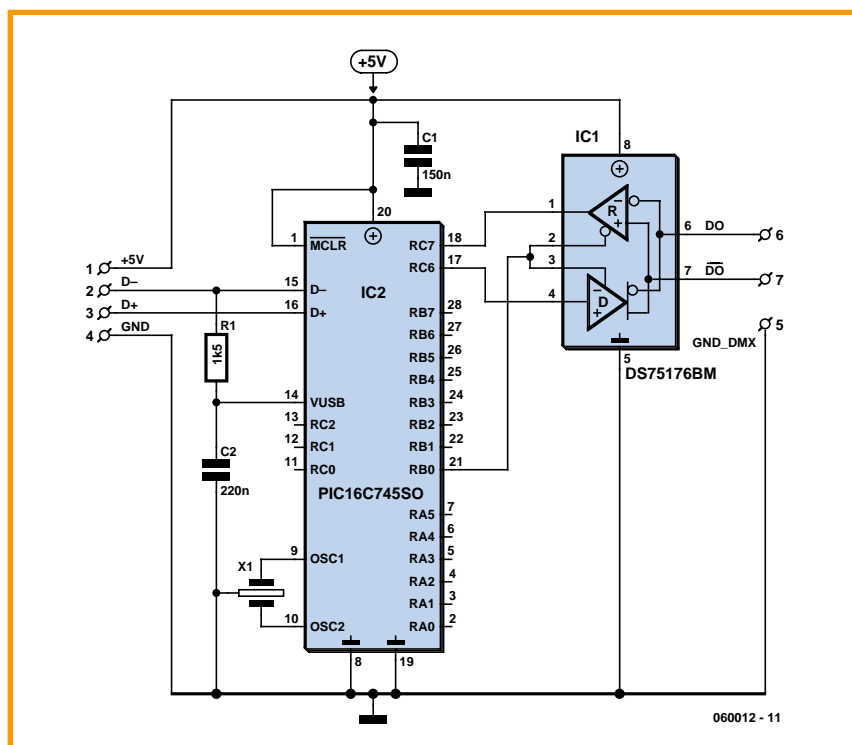 +5V
C1
150n
IC1
8
R
− +
1
2
3
4
D
− +
6 DO 6
7 D̅O̅ 7
5
GND_DMX
5
DS75176BM
20
1 M̅C̅L̅R̅
RC7 18
RC6 17
IC2
1 +5V
2 D−
3 D+
4 GND
15 D−
16 D+
R1
1k5
14 VUSB
13 RC2
12 RC1
11 RC0
C2
220n
RB7 28
RB6 27
RB5 26
RB4 25
RB3 24
RB2 23
RB1 22
RB0 21
PIC16C745SO
RA5 7
RA4 6
RA3 5
RA2 4
RA1 3
RA0 2
9 OSC1
X1
10 OSC2
8
19
060012 - 11